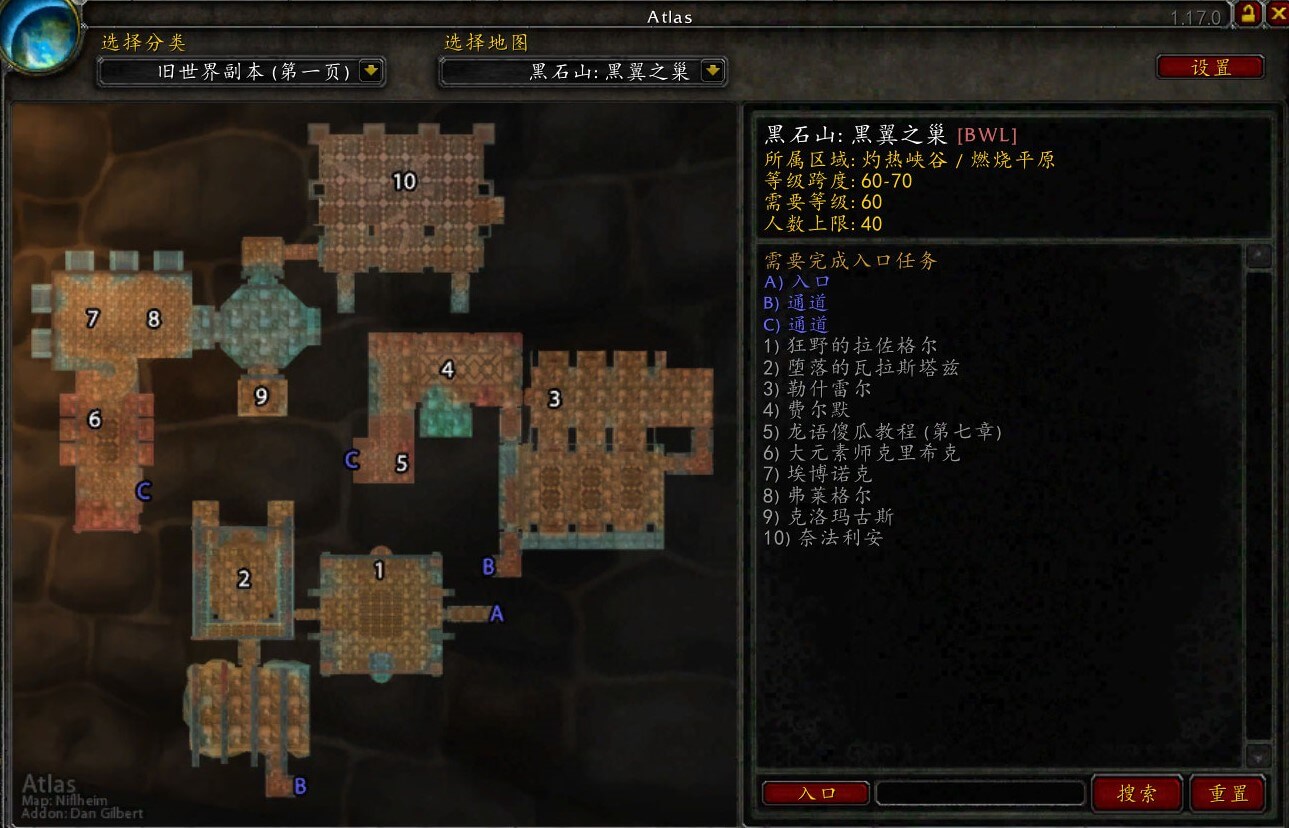 Atlas
1.17.0
选择分类
选择地图
旧世界副本 (第一页)
黑石山: 黑翼之巢
设置
10
7
8
9
6
C
4
3
C
5
2
1
B
A
B
Atlas
Map: Niflheim
Addon: Dan Gilbert
黑石山: 黑翼之巢 [BWL]
所属区域: 灼热峡谷 / 燃烧平原
等级跨度: 60-70
需要等级: 60
人数上限: 40
需要完成入口任务
A) 入口
B) 通道
C) 通道
1) 狂野的拉佐格尔
2) 堕落的瓦拉斯塔兹
3) 勒什雷尔
4) 费尔默
5) 龙语傻瓜教程 (第七章)
6) 大元素师克里希克
7) 埃博诺克
8) 弗莱格尔
9) 克洛玛古斯
10) 奈法利安
入口
搜索
重置